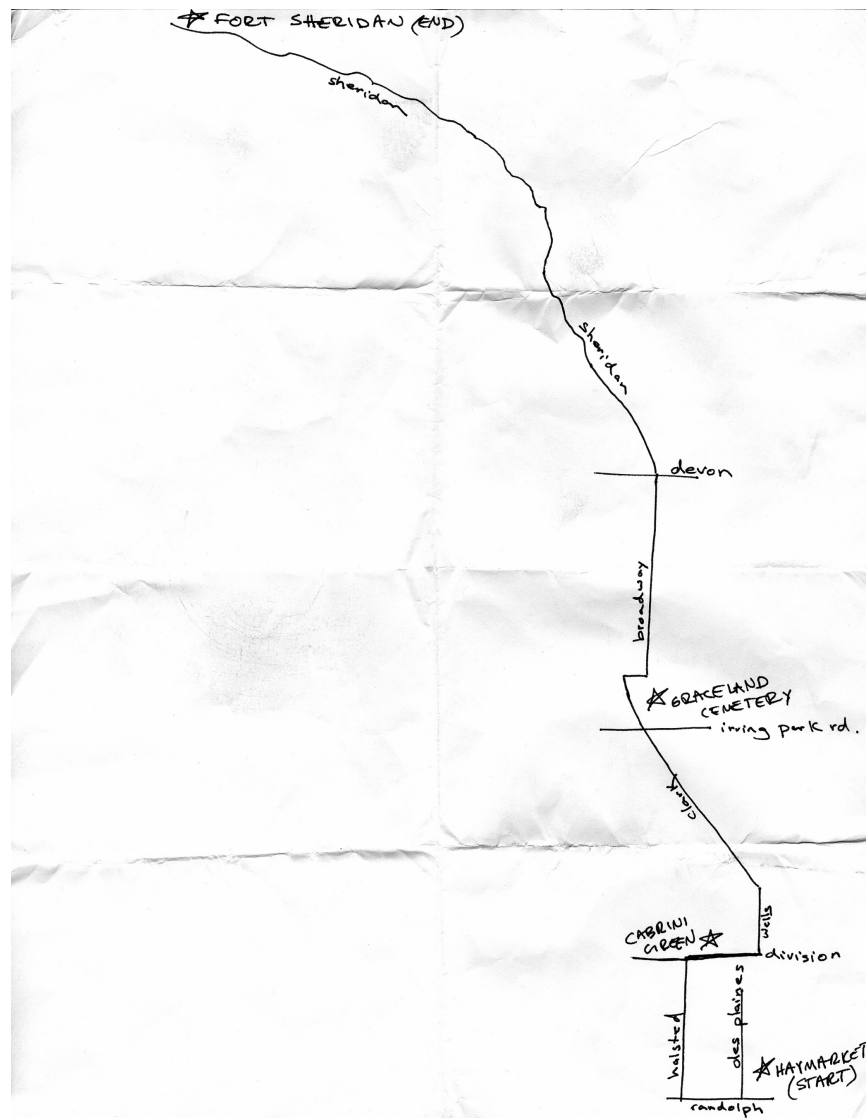 ☆ FORT SHERIDAN (END)
sheridan
sheridan
devon
broadway
☆ GRACELAND
CEMETERY
irving park rd.
clark
wells
CABRINI
GREEN ☆
division
halsted
des plaines
☆ HAYMARKET
(START)
randolph